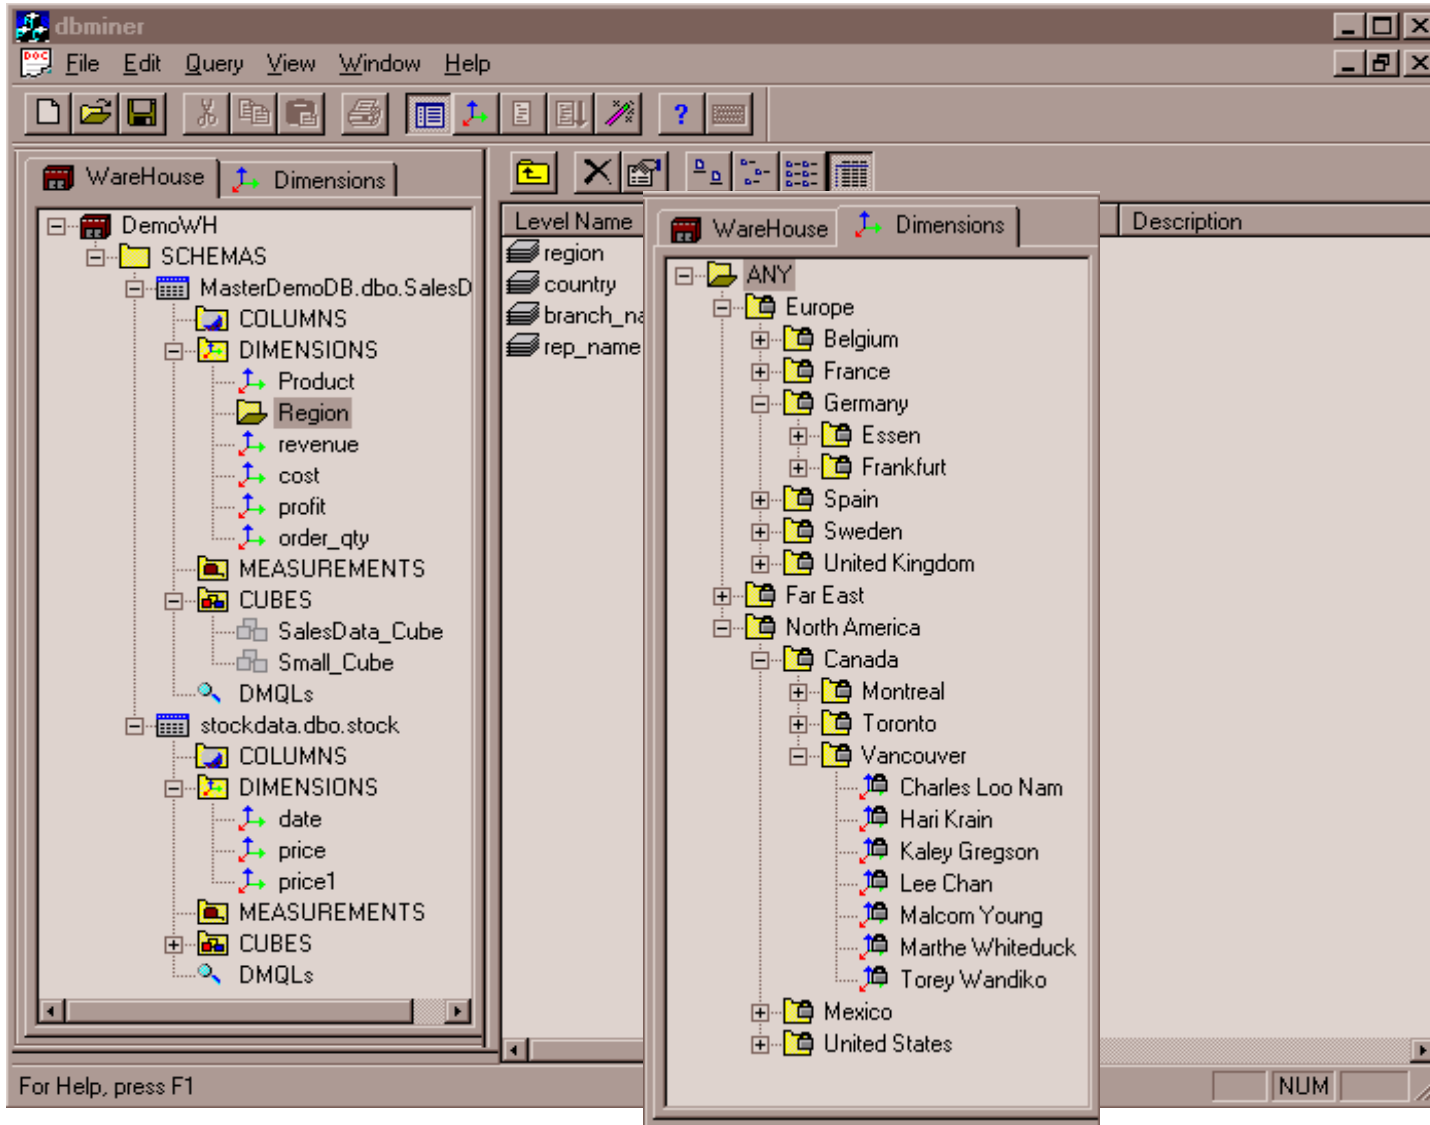 dbminer
File Edit Query View Window Help
WareHouse Dimensions
DemoWH
SCHEMAS
MasterDemoDB.dbo.SalesD
COLUMNS
DIMENSIONS
Product
Region
revenue
cost
profit
order_qty
MEASUREMENTS
CUBES
SalesData_Cube
Small_Cube
DMQLs
stockdata.dbo.stock
COLUMNS
DIMENSIONS
date
price
price1
MEASUREMENTS
CUBES
DMQLs
Level Name Description
region
country
branch_na
rep_name
WareHouse Dimensions
ANY
Europe
Belgium
France
Germany
Essen
Frankfurt
Spain
Sweden
United Kingdom
Far East
North America
Canada
Montreal
Toronto
Vancouver
Charles Loo Nam
Hari Krain
Kaley Gregson
Lee Chan
Malcom Young
Marthe Whiteduck
Torey Wandiko
Mexico
United States
For Help, press F1 NUM